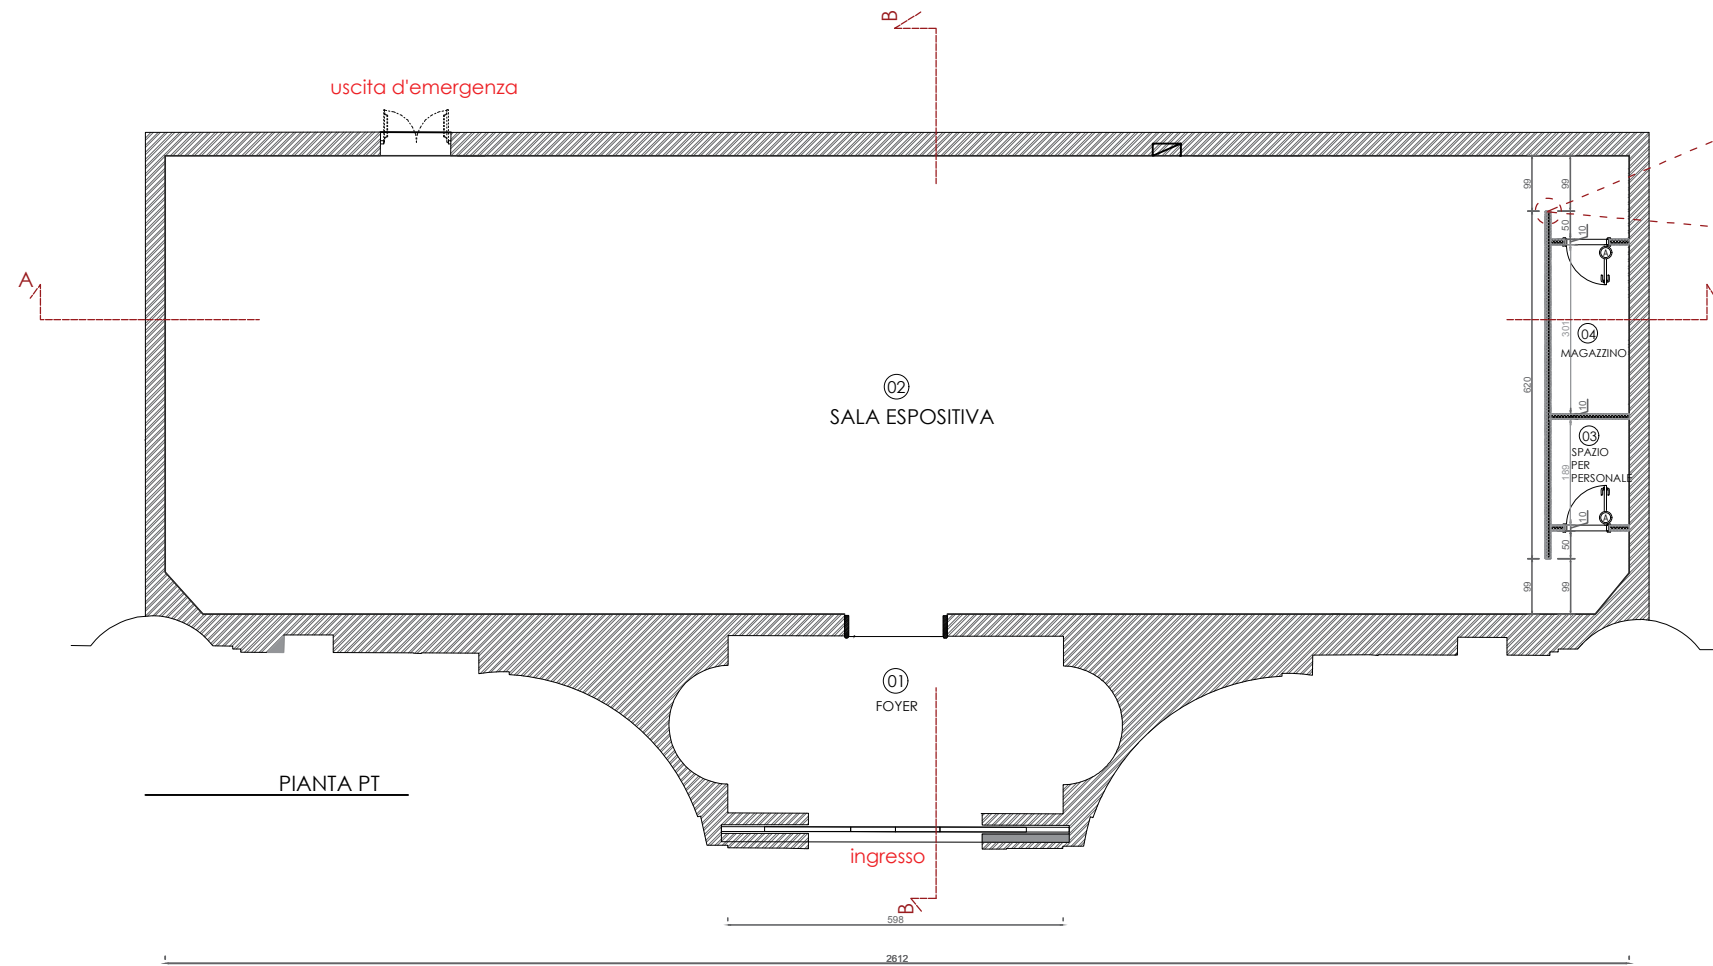 B
uscita d'emergenza
99
99
50
10
A
A
301
04
MAGAZZINO
02
SALA ESPOSITIVA
620
10
03
SPAZIO
PER
PERSONALE
189
10
A
50
99
99
01
FOYER
PIANTA PT
ingresso
B
598
2612